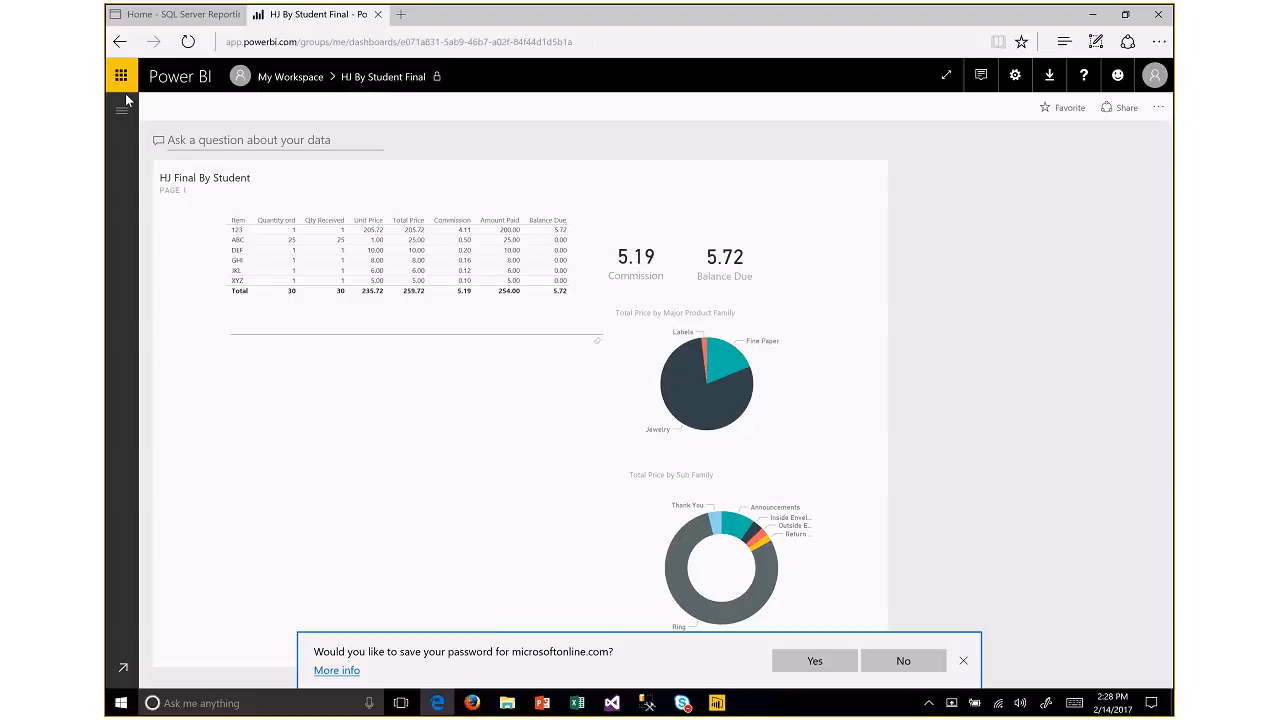 Home - SQL Server Reportin
HJ By Student Final - Po
app.powerbi.com/groups/me/dashboards/e071a831-5ab9-46b7-a02f-84f44d1d5b1a
Power BI My Workspace > HJ By Student Final
Favorite Share ...
Ask a question about your data
HJ Final By Student
PAGE 1
Item Quantity ord Qty Received Unit Price Total Price Commission Amount Paid Balance Due
123 1 1 205.72 205.72 4.11 200.00 5.72
ABC 25 25 1.00 25.00 0.50 25.00 0.00
DEF 1 1 10.00 10.00 0.20 10.00 0.00
GHI 1 1 8.00 8.00 0.16 8.00 0.00
JKL 1 1 6.00 6.00 0.12 6.00 0.00
XYZ 1 1 5.00 5.00 0.10 5.00 0.00
Total 30 30 235.72 259.72 5.19 254.00 5.72
5.19 5.72
Commission Balance Due
Total Price by Major Product Family
Labels
Fine Paper
Jewelry
Total Price by Sub Family
Thank You Announcements
Inside Envel...
Outside E...
Return ...
Ring
Would you like to save your password for microsoftonline.com?
More info
Yes No
Ask me anything
2:28 PM
2/14/2017